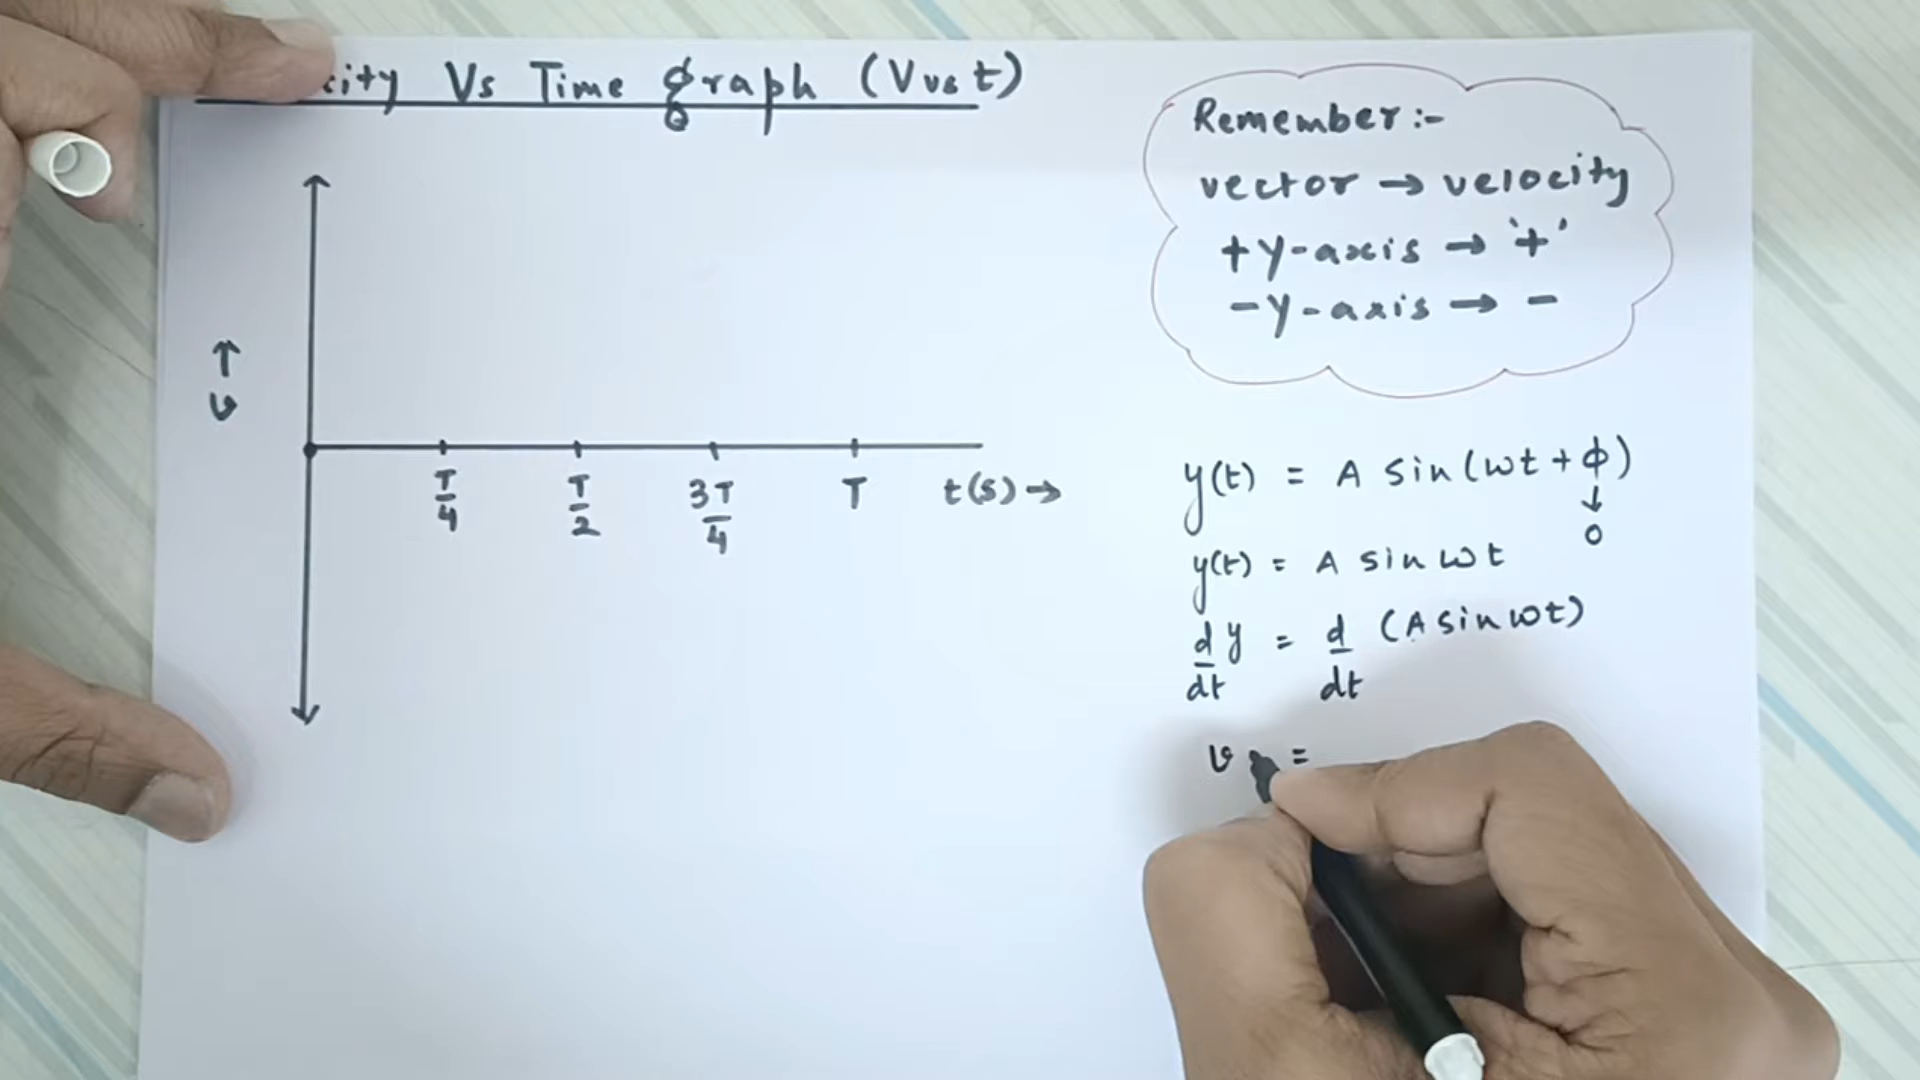 city Vs Time Graph (V vs t)
↑
v
T/4 T/2 3T/4 T t(s) →
Remember :-
vector → velocity
+y-axis → '+'
-y-axis → -
y(t) = A sin(ωt + ϕ)
↓
0
y(t) = A sin ωt
d/dt y = d/dt (A sin ωt)
v =